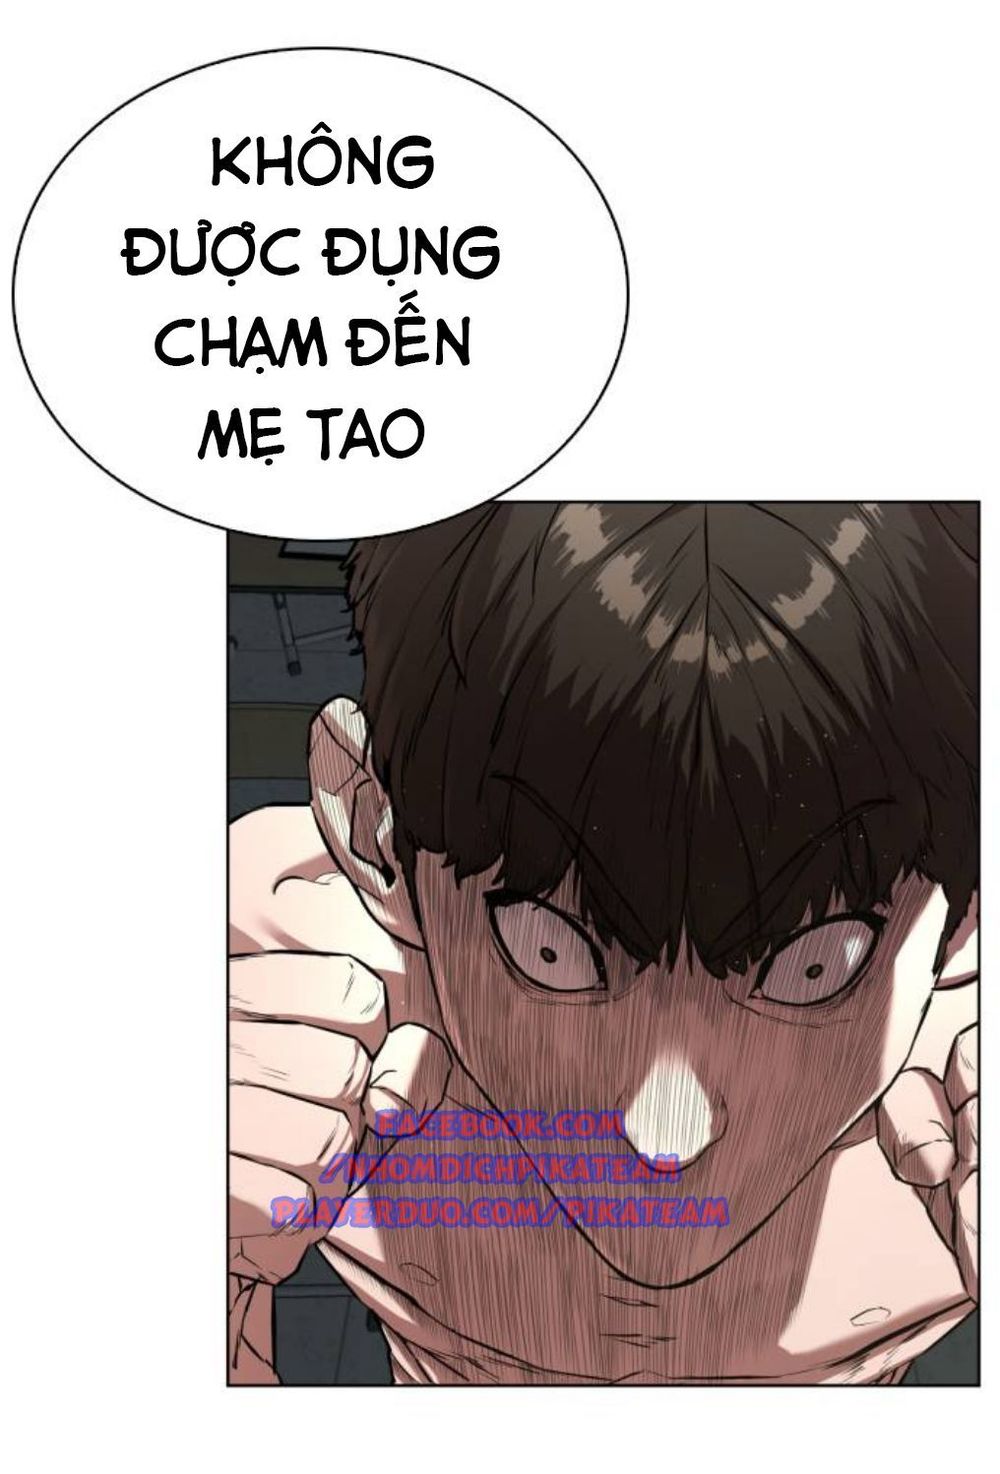 KHÔNG
ĐƯỢC ĐỤNG
CHẠM ĐẾN
MẸ TAO
FACEBOOK.COM
/NHOMDICHPIKATEAM
PLAYERDUO.COM/PIKATEAM